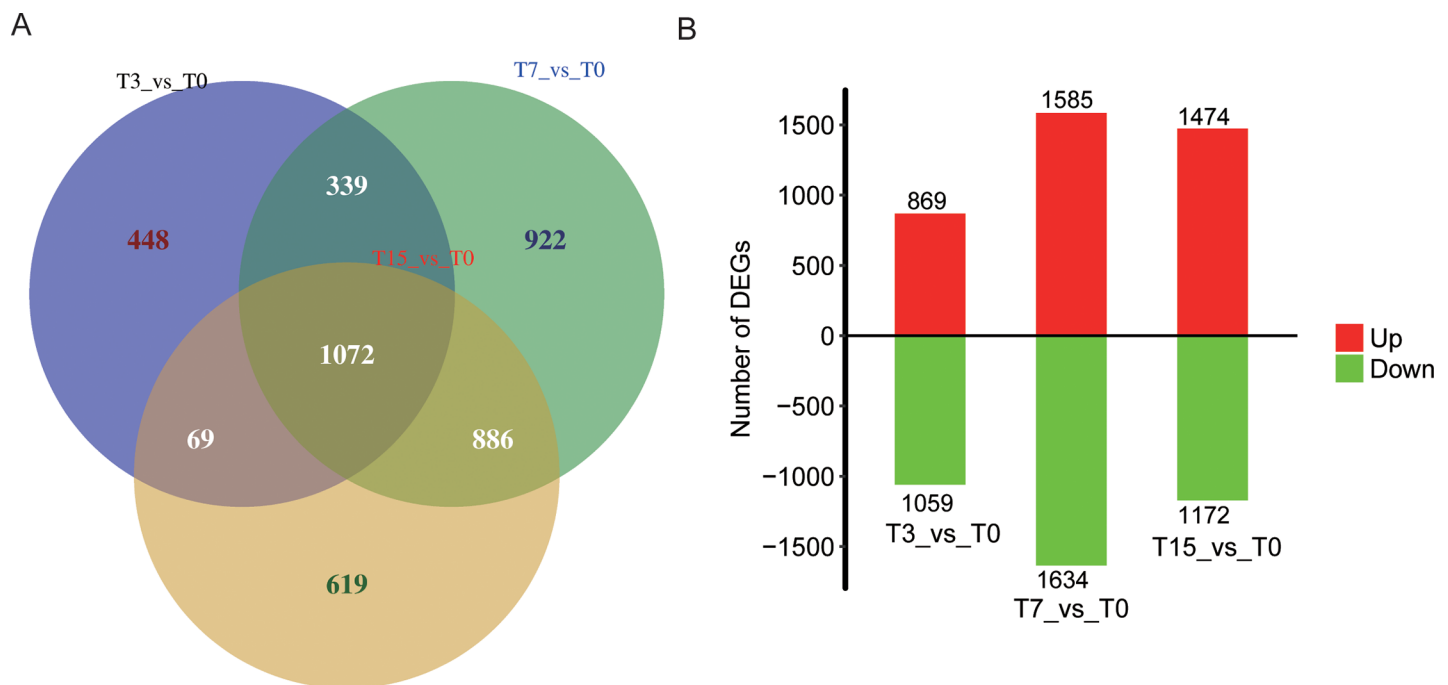 A
T3_vs_T0
T7_vs_T0
339
448
922
T15_vs_T0
1072
69
886
619
B
Number of DEGs
1500
1000
500
0
−500
−1000
−1500
869
1585
1474
1059
T3_vs_T0
1634
T7_vs_T0
1172
T15_vs_T0
Up
Down